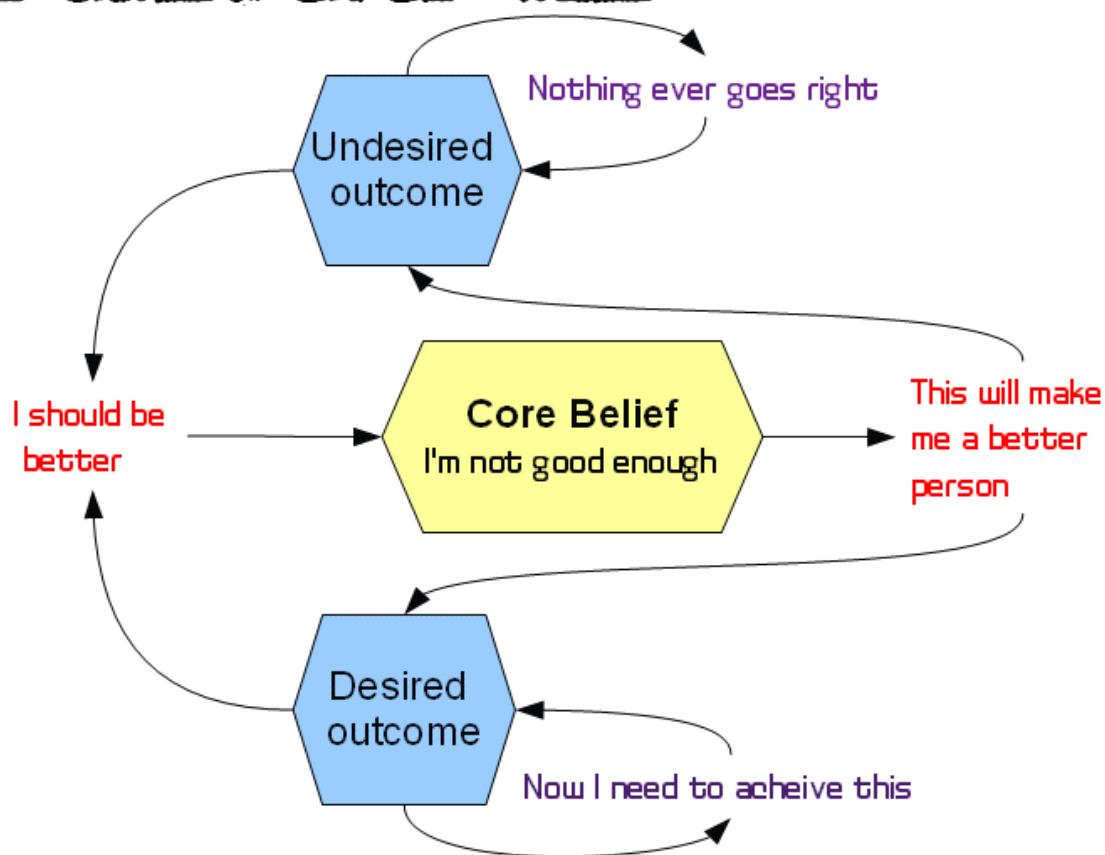 Nothing ever goes right
Undesired
outcome
I should be
better
Core Belief
I'm not good enough
This will make
me a better
person
Desired
outcome
Now I need to acheive this